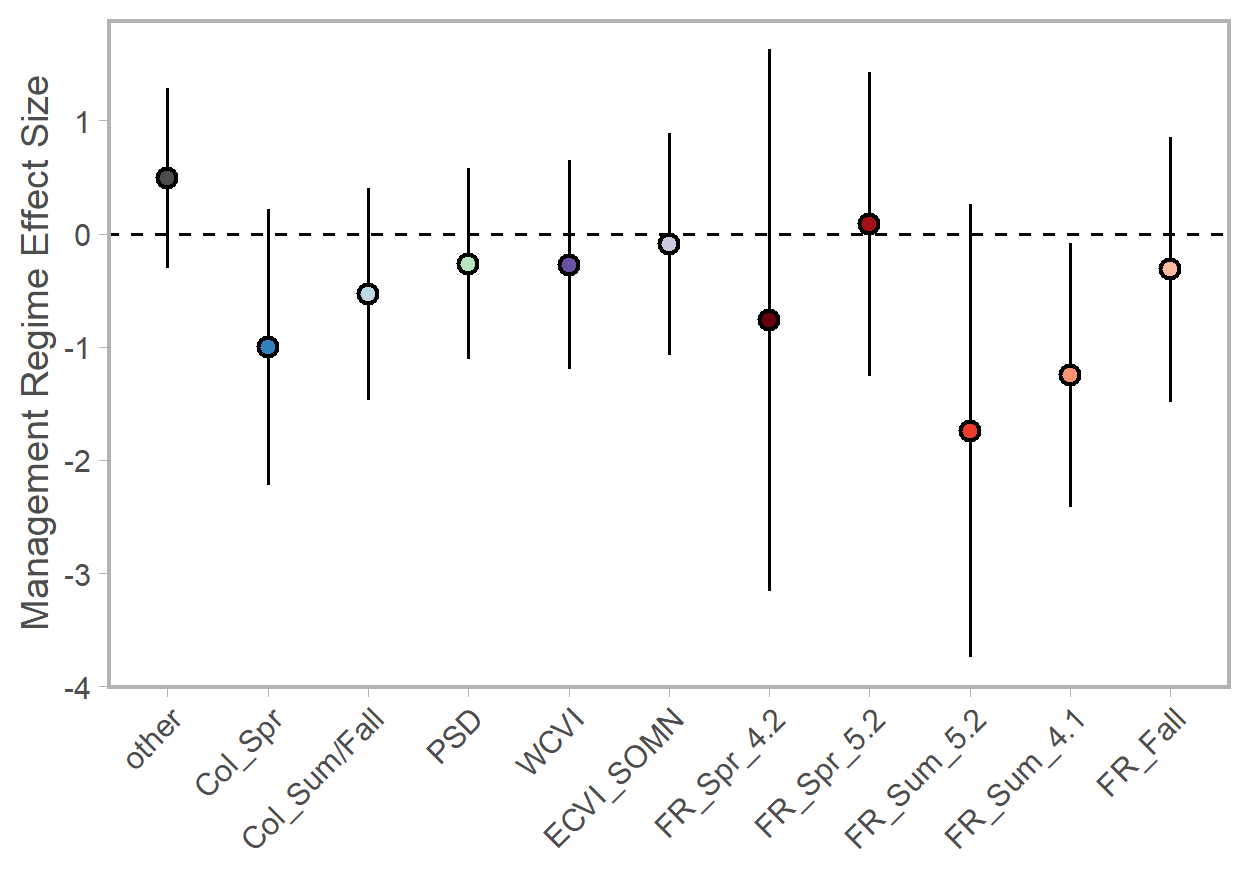 Management Regime Effect Size
1
0
-1
-2
-3
-4
other
Col_Spr
Col_Sum/Fall
PSD
WCVI
ECVI_SOMN
FR_Spr_4.2
FR_Spr_5.2
FR_Sum_5.2
FR_Sum_4.1
FR_Fall